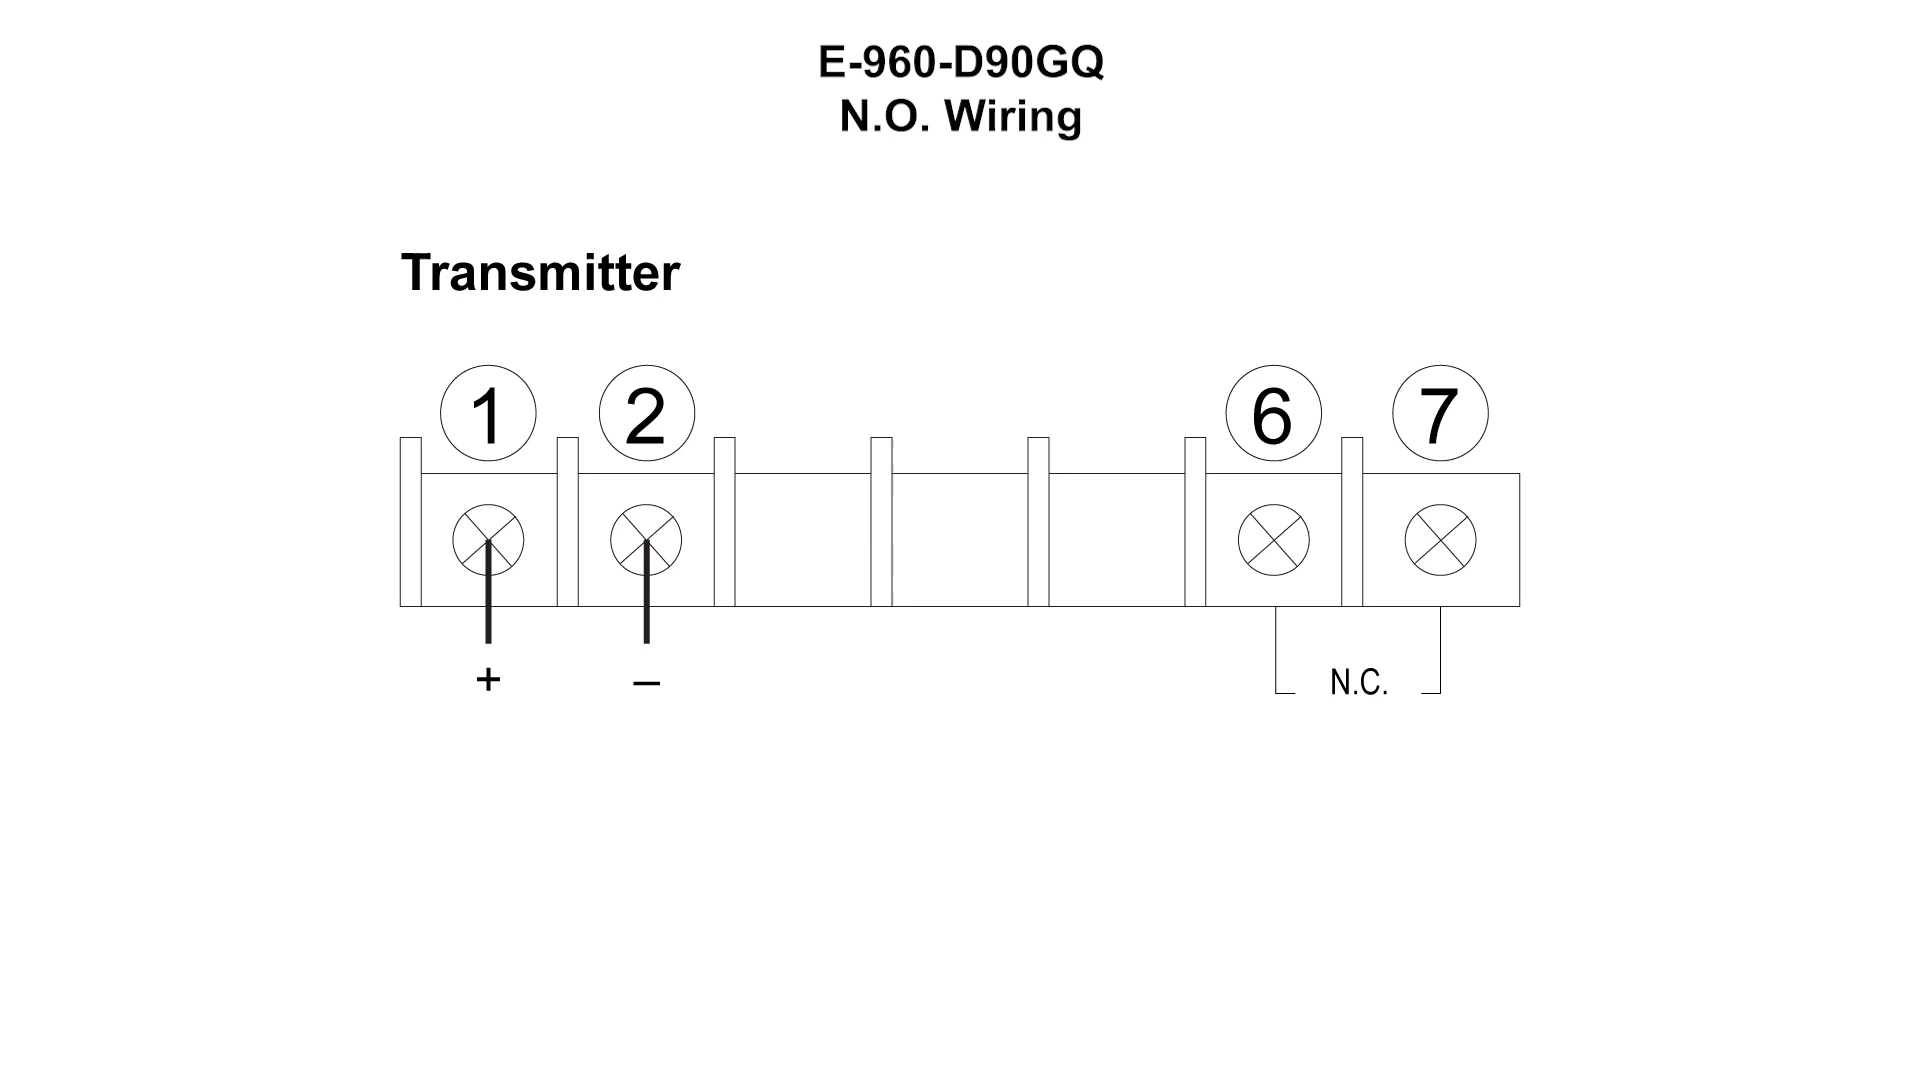 E-960-D90GQ
N.O. Wiring
Transmitter
1 2 6 7
+ – N.C.